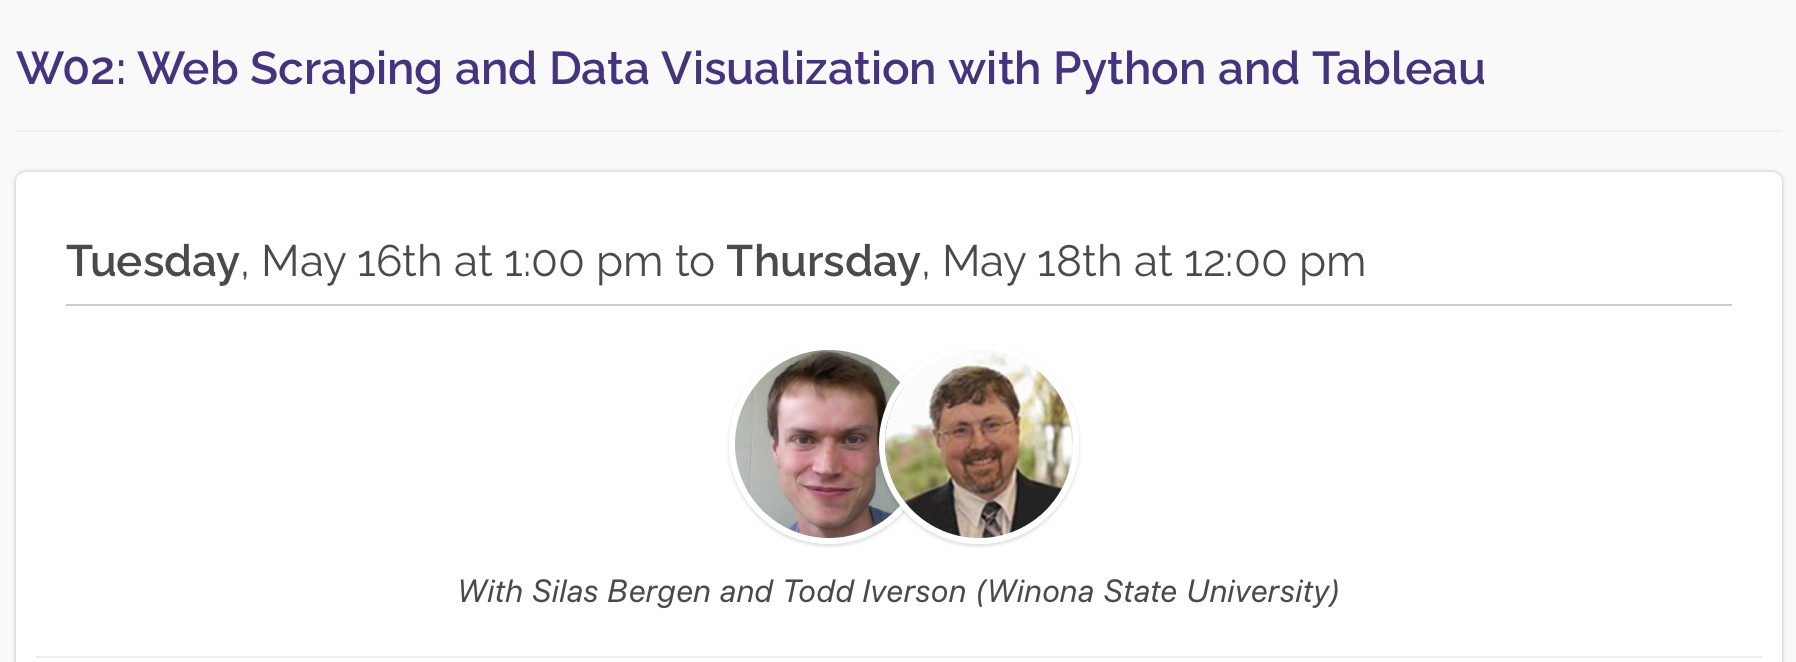 W02: Web Scraping and Data Visualization with Python and Tableau
Tuesday, May 16th at 1:00 pm to Thursday, May 18th at 12:00 pm
With Silas Bergen and Todd Iverson (Winona State University)